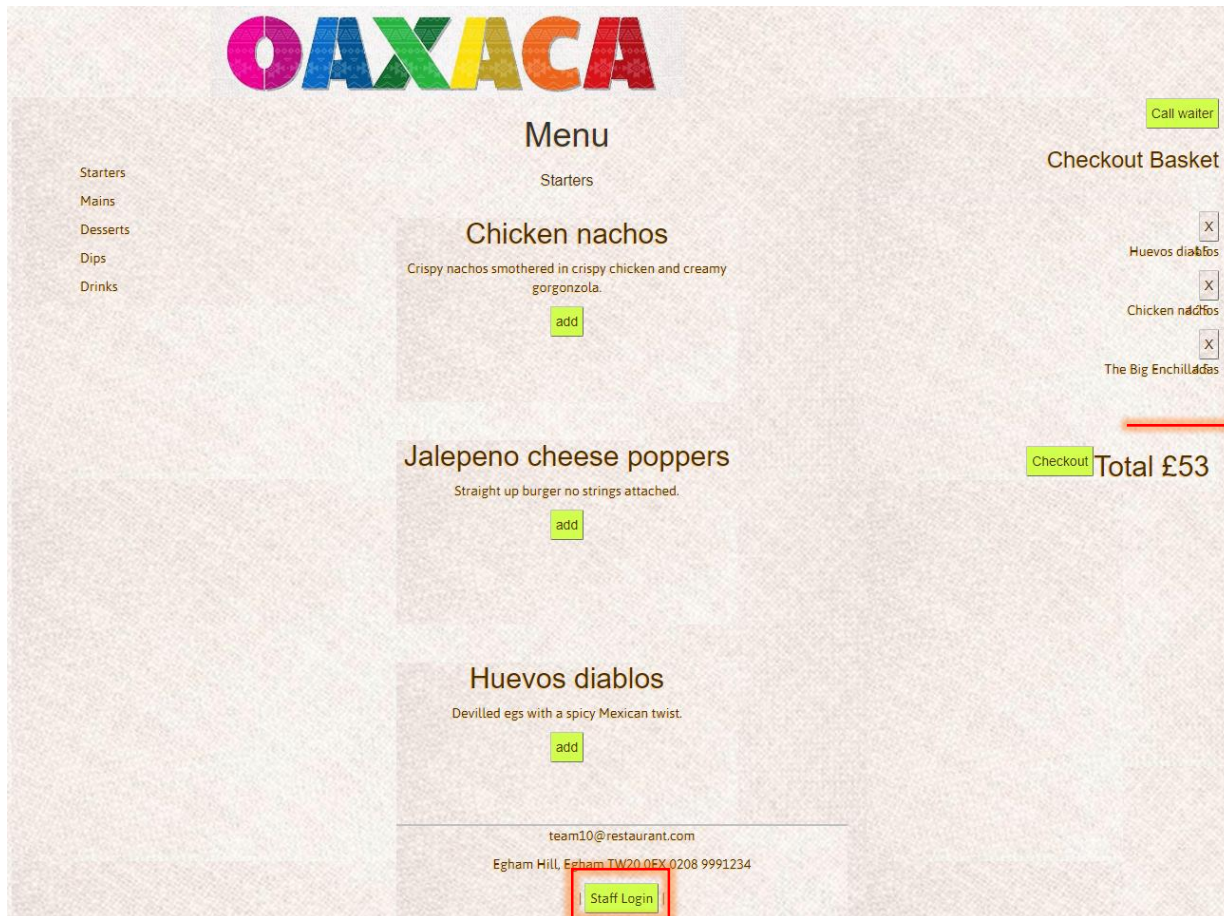 OAXACA
Call waiter
Menu
Checkout Basket
Starters
Mains
Desserts
Dips
Drinks
Starters
Chicken nachos
Crispy nachos smothered in crispy chicken and creamy
gorgonzola.
add
Jalepeno cheese poppers
Straight up burger no strings attached.
add
Huevos diablos
Devilled egs with a spicy Mexican twist.
add
X
Huevos diablos
X
Chicken nachos
X
The Big Enchilladas
Checkout
Total £53
team10@restaurant.com
Egham Hill, Egham TW20 0EX 0208 9991234
| Staff Login |